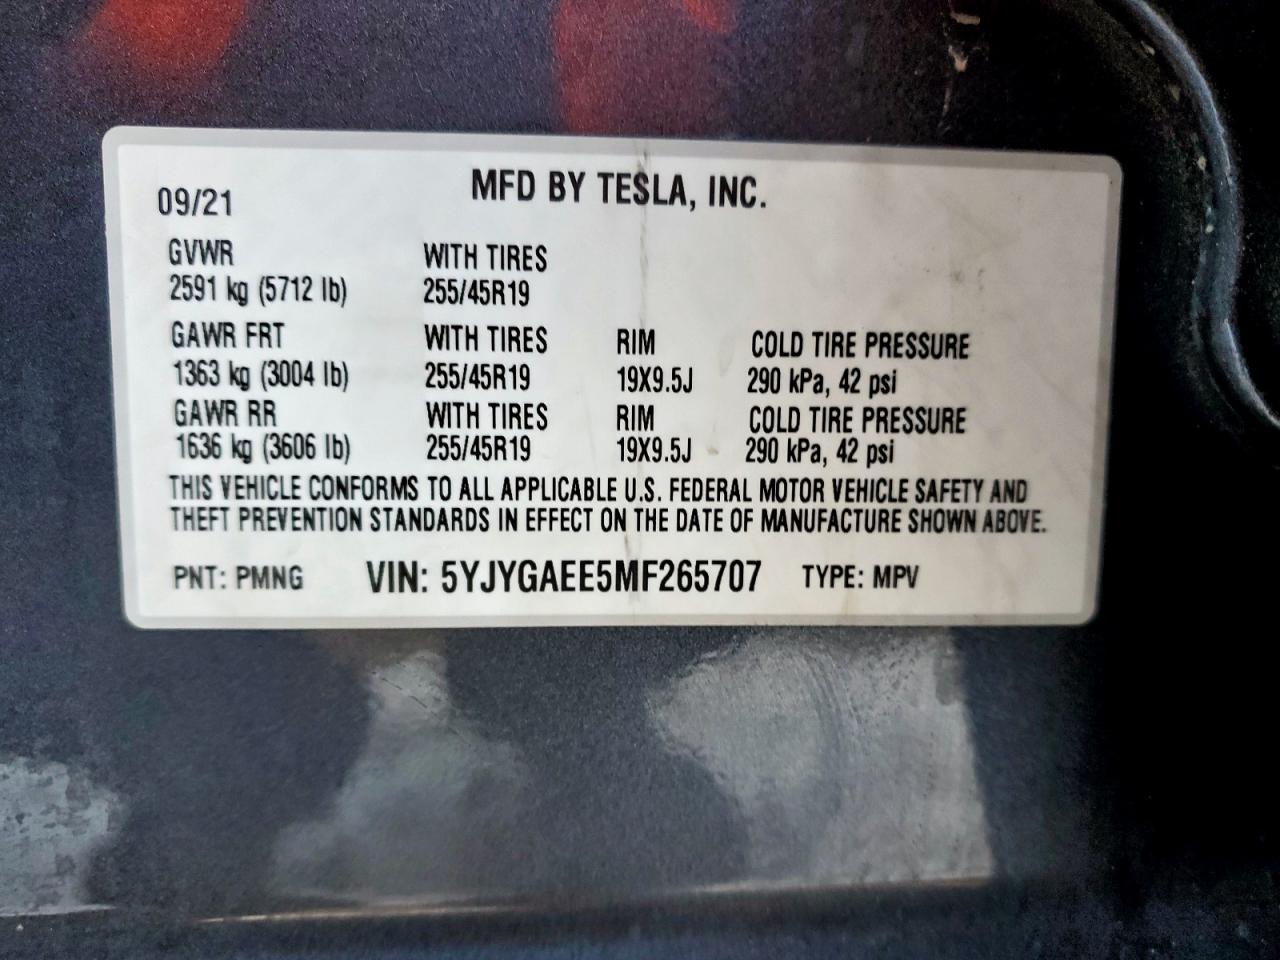 MFD BY TESLA, INC.
09/21
GVWR WITH TIRES
2591 kg (5712 lb) 255/45R19
GAWR FRT WITH TIRES RIM COLD TIRE PRESSURE
1363 kg (3004 lb) 255/45R19 19X9.5J 290 kPa, 42 psi
GAWR RR WITH TIRES RIM COLD TIRE PRESSURE
1636 kg (3606 lb) 255/45R19 19X9.5J 290 kPa, 42 psi
THIS VEHICLE CONFORMS TO ALL APPLICABLE U.S. FEDERAL MOTOR VEHICLE SAFETY AND
THEFT PREVENTION STANDARDS IN EFFECT ON THE DATE OF MANUFACTURE SHOWN ABOVE.
PNT: PMNG VIN: 5YJYGAEE5MF265707 TYPE: MPV